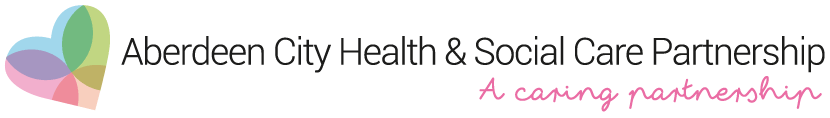 Aberdeen City Health & Social Care Partnership
A caring partnership